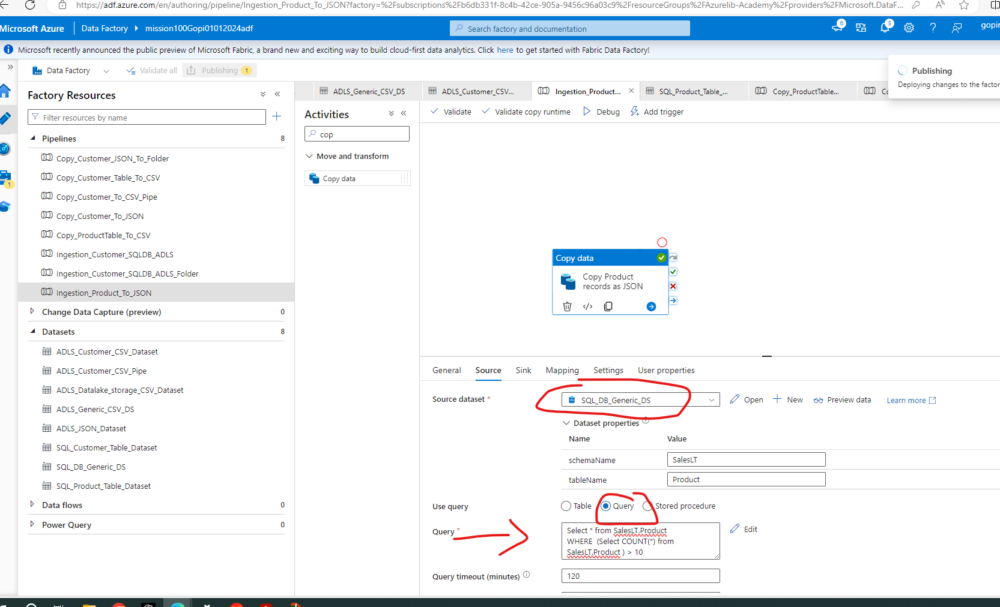 https://adf.azure.com/en/authoring/pipeline/Ingestion_Product_To_JSON?factory=%2Fsubscriptions%2Fb6db331f-8c4b-42ce-905a-9456c96a03c9%2FresourceGroups%2FAzurelib-Academy%2Fproviders%2FMicrosoft.DataF...
Microsoft Azure
Data Factory
mission100Gopi01012024adf
Search factory and documentation
6
5
Microsoft recently announced the public preview of Microsoft Fabric, a brand new and exciting way to build cloud-first data analytics. Click here to get started with Fabric Data Factory!
Data Factory
Validate all
Publishing
1
Publishing
Deploying changes to the factor
Factory Resources
Filter resources by name
Pipelines
8
Copy_Customer_JSON_To_Folder
Copy_Customer_Table_To_CSV
1
Copy_Customer_To_CSV_Pipe
Copy_Customer_To_JSON
Copy_ProductTable_To_CSV
Ingestion_Customer_SQLDB_ADLS
Ingestion_Customer_SQLDB_ADLS_Folder
Ingestion_Product_To_JSON
Change Data Capture (preview)
0
Datasets
8
ADLS_Customer_CSV_Dataset
ADLS_Customer_CSV_Pipe
ADLS_Datalake_storage_CSV_Dataset
ADLS_Generic_CSV_DS
ADLS_JSON_Dataset
SQL_Customer_Table_Dataset
SQL_DB_Generic_DS
SQL_Product_Table_Dataset
Data flows
0
Power Query
0
ADLS_Generic_CSV_DS
ADLS_Customer_CSV...
Ingestion_Product...
SQL_Product_Table_...
Copy_ProductTable...
Activities
cop
Move and transform
Copy data
Validate
Validate copy runtime
Debug
Add trigger
Copy data
Copy Product
records as JSON
General
Source
Sink
Mapping
Settings
User properties
Source dataset *
SQL_DB_Generic_DS
Open
New
Preview data
Learn more
Dataset properties
Name
Value
schemaName
SalesLT
tableName
Product
Use query
Table
Query
Stored procedure
Query *
Select * from SalesLT.Product
WHERE (Select COUNT(*) from
SalesLT.Product ) > 10
Edit
Query timeout (minutes)
120